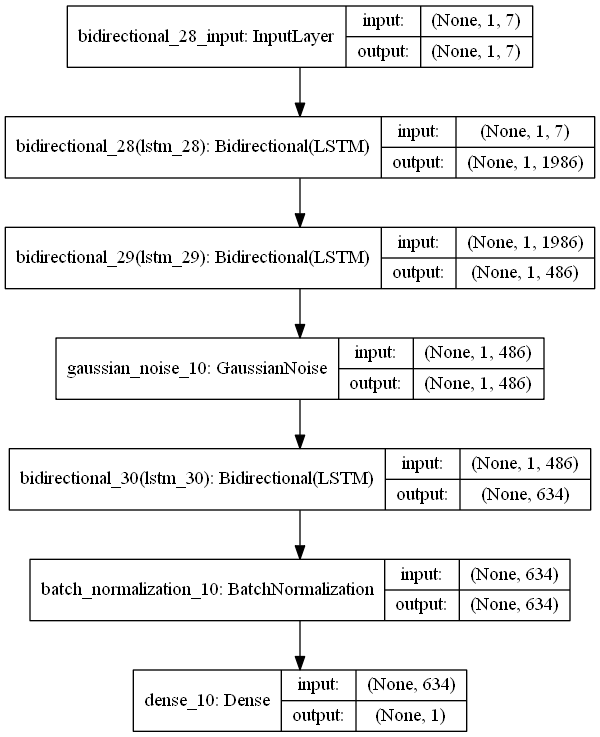 bidirectional_28_input: InputLayer
input: (None, 1, 7)
output: (None, 1, 7)
bidirectional_28(lstm_28): Bidirectional(LSTM)
input: (None, 1, 7)
output: (None, 1, 1986)
bidirectional_29(lstm_29): Bidirectional(LSTM)
input: (None, 1, 1986)
output: (None, 1, 486)
gaussian_noise_10: GaussianNoise
input: (None, 1, 486)
output: (None, 1, 486)
bidirectional_30(lstm_30): Bidirectional(LSTM)
input: (None, 1, 486)
output: (None, 634)
batch_normalization_10: BatchNormalization
input: (None, 634)
output: (None, 634)
dense_10: Dense
input: (None, 634)
output: (None, 1)